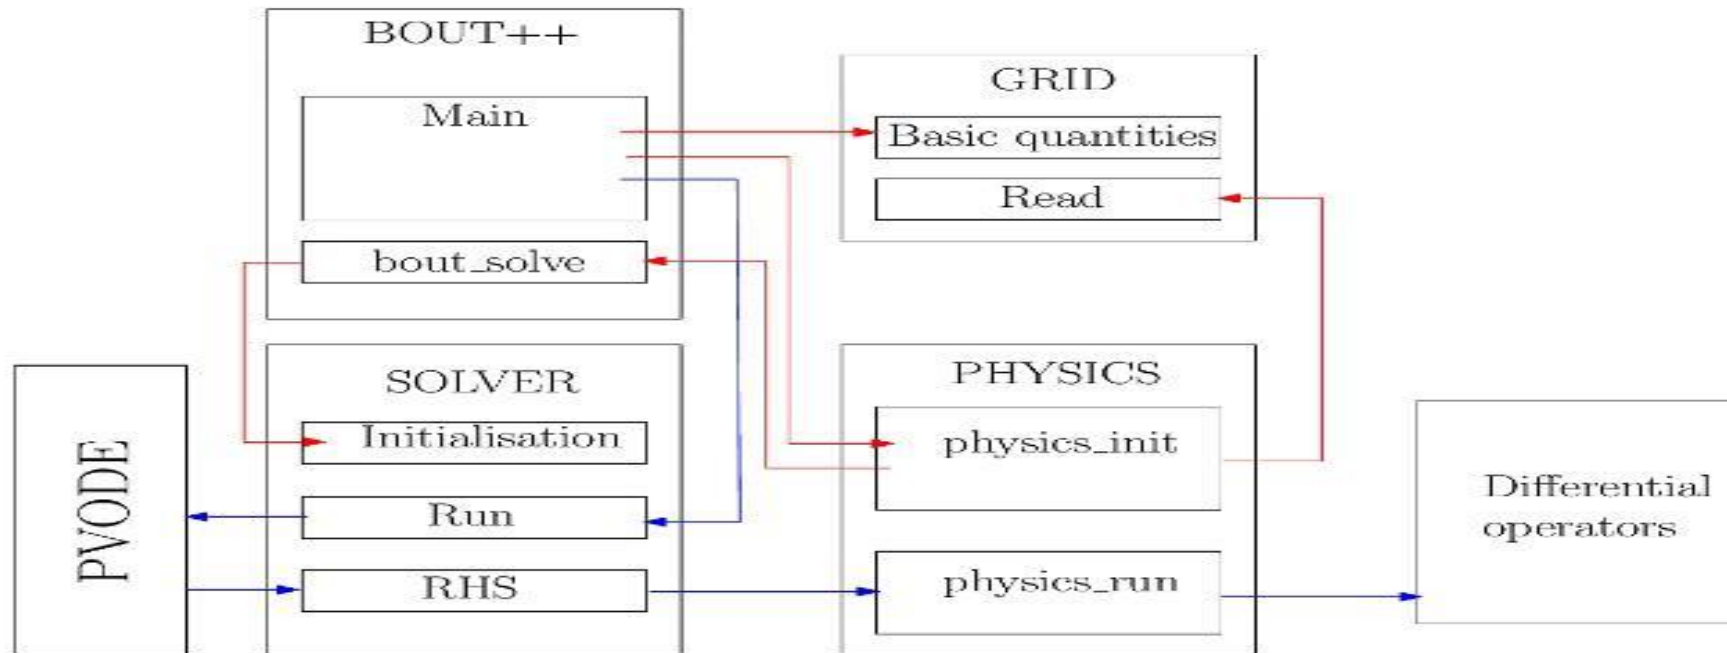 BOUT++
Main
bout_solve
GRID
Basic quantities
Read
SOLVER
Initialisation
Run
RHS
PHYSICS
physics_init
physics_run
PVODE
Differential
operators